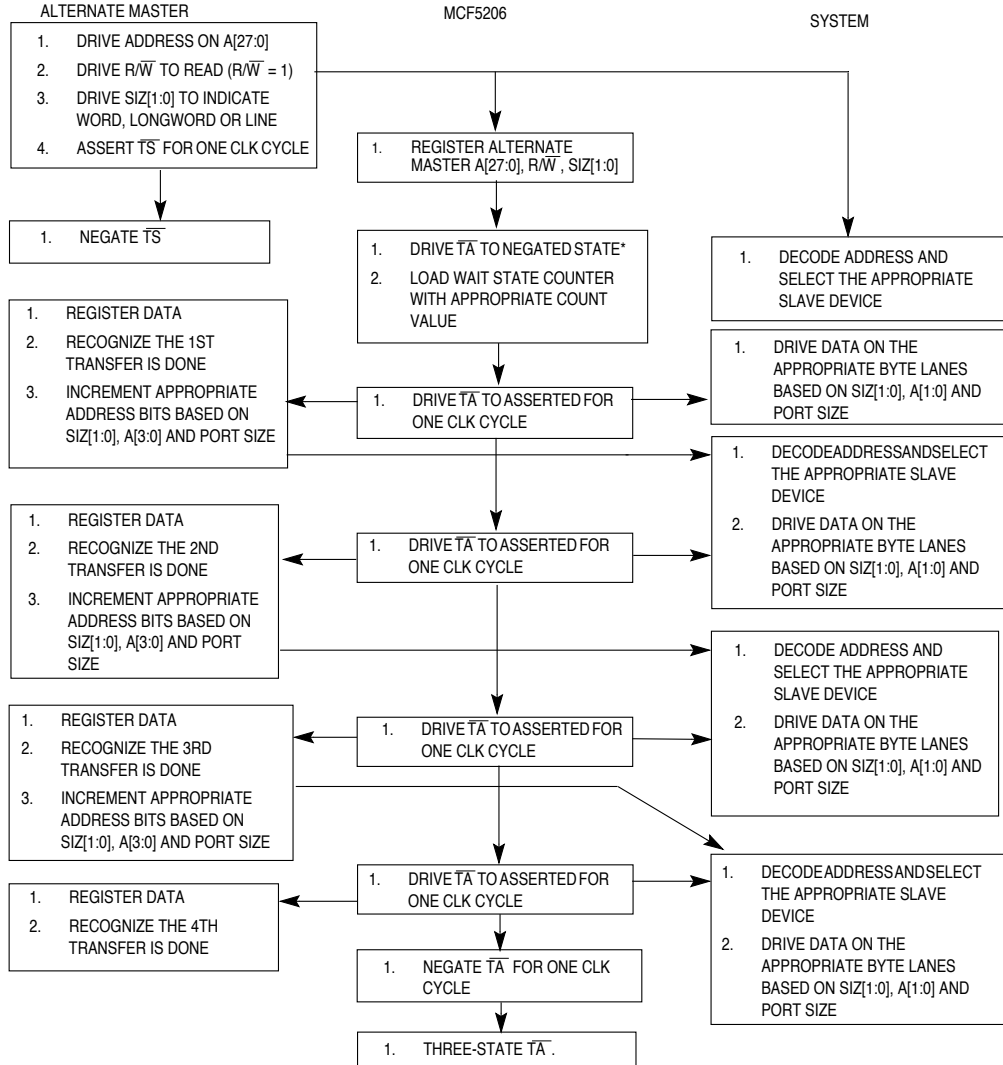 ALTERNATE MASTER
MCF5206
SYSTEM
1. DRIVE ADDRESS ON A[27:0]
2. DRIVE R/W̅ TO READ (R/W̅ = 1)
3. DRIVE SIZ[1:0] TO INDICATE
WORD, LONGWORD OR LINE
4. ASSERT T̅S̅ FOR ONE CLK CYCLE
1. REGISTER ALTERNATE
MASTER A[27:0], R/W̅, SIZ[1:0]
1. NEGATE T̅S̅
1. DRIVE T̅A̅ TO NEGATED STATE*
2. LOAD WAIT STATE COUNTER
WITH APPROPRIATE COUNT
VALUE
1. DECODE ADDRESS AND
SELECT THE APPROPRIATE
SLAVE DEVICE
1. REGISTER DATA
2. RECOGNIZE THE 1ST
TRANSFER IS DONE
3. INCREMENT APPROPRIATE
ADDRESS BITS BASED ON
SIZ[1:0], A[3:0] AND PORT SIZE
1. DRIVE T̅A̅ TO ASSERTED FOR
ONE CLK CYCLE
1. DRIVE DATA ON THE
APPROPRIATE BYTE LANES
BASED ON SIZ[1:0], A[1:0] AND
PORT SIZE
1. DECODEADDRESSANDSELECT
THE APPROPRIATE SLAVE
DEVICE
2. DRIVE DATA ON THE
APPROPRIATE BYTE LANES
BASED ON SIZ[1:0], A[1:0] AND
PORT SIZE
1. REGISTER DATA
2. RECOGNIZE THE 2ND
TRANSFER IS DONE
3. INCREMENT APPROPRIATE
ADDRESS BITS BASED ON
SIZ[1:0], A[3:0] AND PORT
SIZE
1. DRIVE T̅A̅ TO ASSERTED FOR
ONE CLK CYCLE
1. DECODE ADDRESS AND
SELECT THE APPROPRIATE
SLAVE DEVICE
2. DRIVE DATA ON THE
APPROPRIATE BYTE LANES
BASED ON SIZ[1:0], A[1:0] AND
PORT SIZE
1. REGISTER DATA
2. RECOGNIZE THE 3RD
TRANSFER IS DONE
3. INCREMENT APPROPRIATE
ADDRESS BITS BASED ON
SIZ[1:0], A[3:0] AND PORT SIZE
1. DRIVE T̅A̅ TO ASSERTED FOR
ONE CLK CYCLE
1. DRIVE T̅A̅ TO ASSERTED FOR
ONE CLK CYCLE
1. DECODEADDRESSANDSELECT
THE APPROPRIATE SLAVE
DEVICE
2. DRIVE DATA ON THE
APPROPRIATE BYTE LANES
BASED ON SIZ[1:0], A[1:0] AND
PORT SIZE
1. REGISTER DATA
2. RECOGNIZE THE 4TH
TRANSFER IS DONE
1. NEGATE T̅A̅ FOR ONE CLK
CYCLE
1. THREE-STATE T̅A̅.